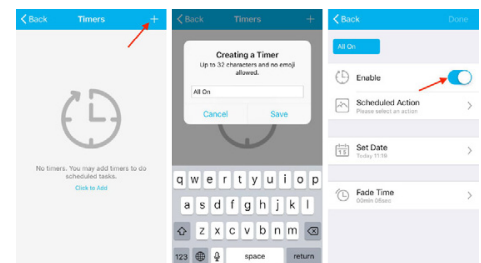 Back Timers +
No timers. You may add timers to do
scheduled tasks.
Click to Add
Back Timers +
Creating a Timer
Up to 32 characters and no emoji
allowed.
All On
Cancel Save
q w e r t y u i o p
a s d f g h j k l
z x c v b n m
123 space return
Back Done
All On
Enable
Scheduled Action
Please select an action
Set Date
Today 11:16
Fade Time
00min 08sec